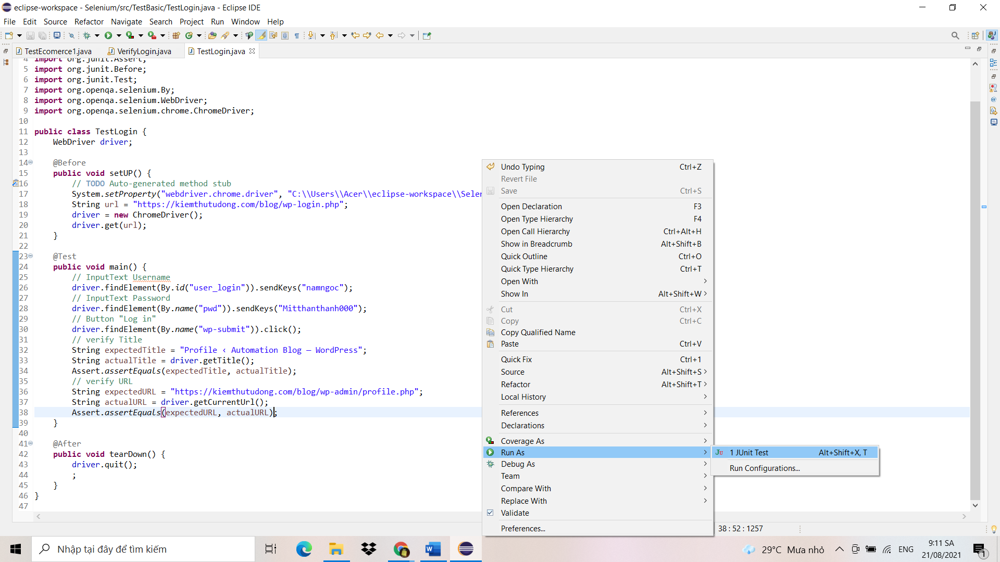 eclipse-workspace - Selenium/src/TestBasic/TestLogin.java - Eclipse IDE
File Edit Source Refactor Navigate Search Project Run Window Help
TestEcomerce1.java VerifyLogin.java TestLogin.java
4 import org.junit.Assert;
5 import org.junit.Before;
6 import org.junit.Test;
7 import org.openqa.selenium.By;
8 import org.openqa.selenium.WebDriver;
9 import org.openqa.selenium.chrome.ChromeDriver;
10
11 public class TestLogin {
12 WebDriver driver;
13
14 @Before
15 public void setUP() {
16 // TODO Auto-generated method stub
17 System.setProperty("webdriver.chrome.driver", "C:\\Users\\Acer\\eclipse-workspace\\Seler
18 String url = "https://kiemthutudong.com/blog/wp-login.php";
19 driver = new ChromeDriver();
20 driver.get(url);
21 }
22
23 @Test
24 public void main() {
25 // InputText Username
26 driver.findElement(By.id("user_login")).sendKeys("namngoc");
27 // InputText Password
28 driver.findElement(By.name("pwd")).sendKeys("Mitthanthanh000");
29 // Button "Log in"
30 driver.findElement(By.name("wp-submit")).click();
31 // verify Title
32 String expectedTitle = "Profile ‹ Automation Blog — WordPress";
33 String actualTitle = driver.getTitle();
34 Assert.assertEquals(expectedTitle, actualTitle);
35 // verify URL
36 String expectedURL = "https://kiemthutudong.com/blog/wp-admin/profile.php";
37 String actualURL = driver.getCurrentUrl();
38 Assert.assertEquals(expectedURL, actualURL);
39 }
40
41 @After
42 public void tearDown() {
43 driver.quit();
44 ;
45 }
46 }
47
Undo Typing Ctrl+Z
Revert File
Save Ctrl+S
Open Declaration F3
Open Type Hierarchy F4
Open Call Hierarchy Ctrl+Alt+H
Show in Breadcrumb Alt+Shift+B
Quick Outline Ctrl+O
Quick Type Hierarchy Ctrl+T
Open With
Show In Alt+Shift+W
Cut Ctrl+X
Copy Ctrl+C
Copy Qualified Name
Paste Ctrl+V
Quick Fix Ctrl+1
Source Alt+Shift+S
Refactor Alt+Shift+T
Local History
References
Declarations
Coverage As
Run As
Debug As
Team
Compare With
Replace With
Validate
Preferences...
Ju 1 JUnit Test Alt+Shift+X, T
Run Configurations...
38 : 52 : 1257
Nhập tại đây để tìm kiếm
29°C Mưa nhỏ
ENG
9:11 SA
21/08/2021
1